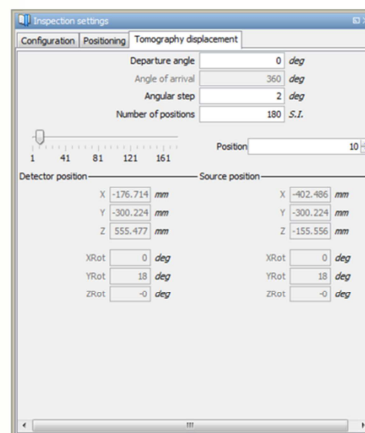 Inspection settings
Configuration Positioning Tomography displacement
Departure angle 0 deg
Angle of arrival 360 deg
Angular step 2 deg
Number of positions 180 S.I.
Position 10
1 41 81 121 161
Detector position Source position
X -176.714 mm X -402.486 mm
Y -300.224 mm Y -300.224 mm
Z 555.477 mm Z -155.556 mm
XRot 0 deg XRot 0 deg
YRot 18 deg YRot 18 deg
ZRot -0 deg ZRot -0 deg